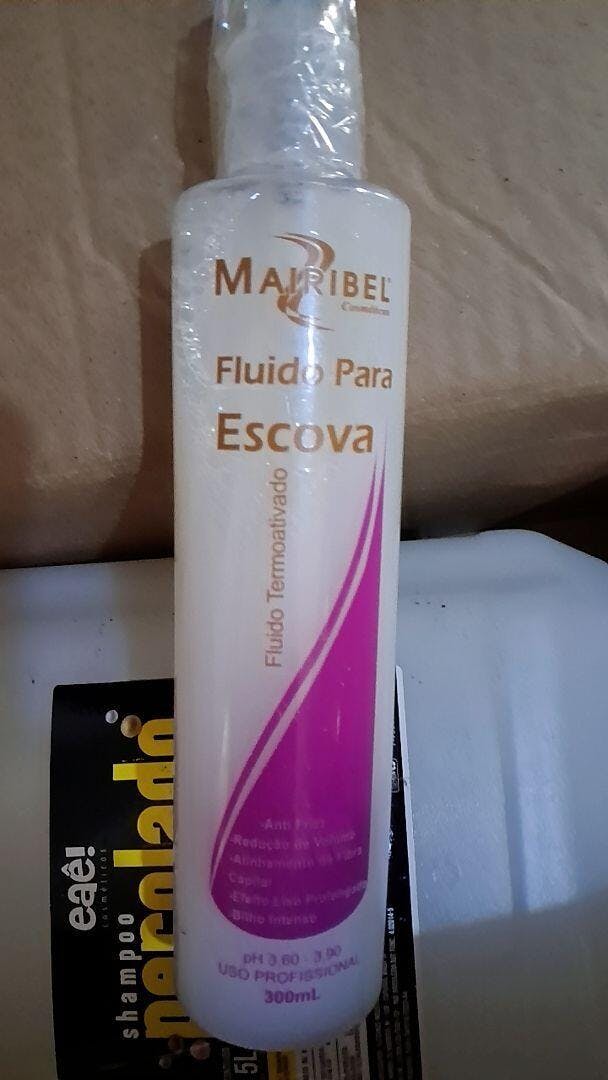 MAIRIBEL
Cosméticos
Fluido Para
Escova
Fluido Termoativado
-Anti Frizz
-Redução de Volume
-Alinhamento da Fibra
Capilar
-Efeito Liso Prolongado
-Brilho Intenso
pH 3,60 - 3,90
USO PROFISSIONAL
300mL
eaê!
cosméticos
shampoo
perolado
5L